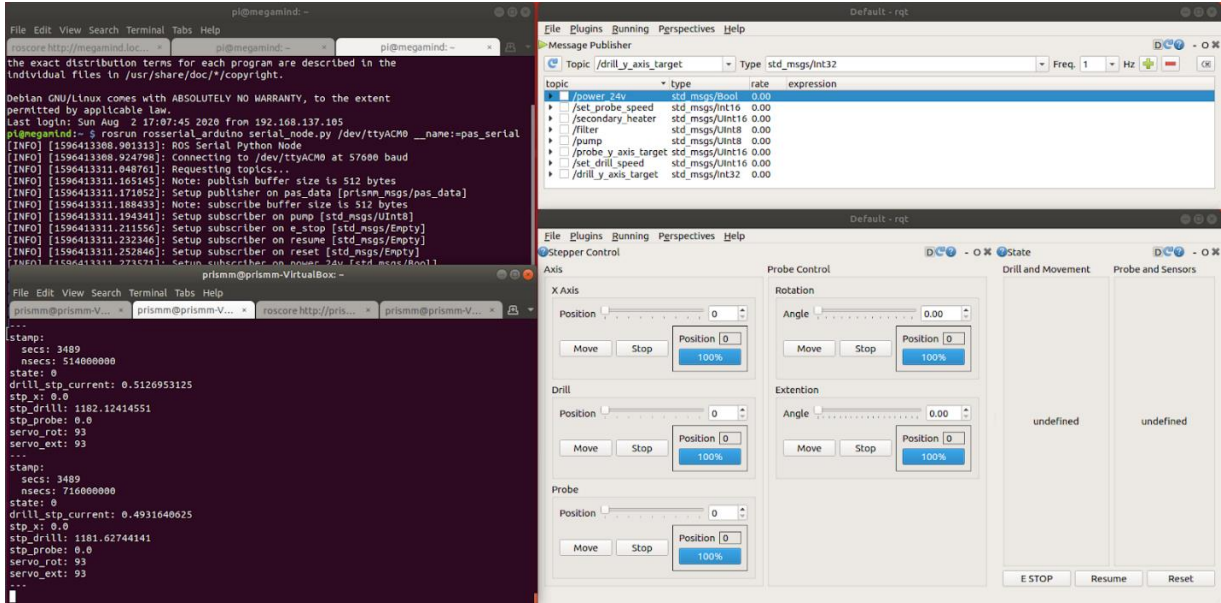 pi@megamind: ~
File Edit View Search Terminal Tabs Help
roscore http://megamind.loc... × pi@megamind: ~ × pi@megamind: ~ ×
the exact distribution terms for each program are described in the
individual files in /usr/share/doc/*/copyright.
Debian GNU/Linux comes with ABSOLUTELY NO WARRANTY, to the extent
permitted by applicable law.
Last login: Sun Aug  2 17:07:45 2020 from 192.168.137.105
pi@megamind:~ $ rosrun rosserial_arduino serial_node.py /dev/ttyACM0 __name:=pas_serial
[INFO] [1596413308.901313]: ROS Serial Python Node
[INFO] [1596413308.924798]: Connecting to /dev/ttyACM0 at 57600 baud
[INFO] [1596413311.048761]: Requesting topics...
[INFO] [1596413311.165145]: Note: publish buffer size is 512 bytes
[INFO] [1596413311.171052]: Setup publisher on pas_data [prismm_msgs/pas_data]
[INFO] [1596413311.188433]: Note: subscribe buffer size is 512 bytes
[INFO] [1596413311.194341]: Setup subscriber on pump [std_msgs/UInt8]
[INFO] [1596413311.211556]: Setup subscriber on e_stop [std_msgs/Empty]
[INFO] [1596413311.232346]: Setup subscriber on resume [std_msgs/Empty]
[INFO] [1596413311.252846]: Setup subscriber on reset [std_msgs/Empty]
[INFO] [1596413311.273571]: Setup subscriber on power_24v [std_msgs/Bool]
prismm@prismm-VirtualBox: ~
File Edit View Search Terminal Tabs Help
prismm@prismm-V... × prismm@prismm-V... × roscore http://pris... × prismm@prismm-V... ×
---
stamp:
  secs: 3489
  nsecs: 514000000
state: 0
drill_stp_current: 0.5126953125
stp_x: 0.0
stp_drill: 1182.12414551
stp_probe: 0.0
servo_rot: 93
servo_ext: 93
---
stamp:
  secs: 3489
  nsecs: 716000000
state: 0
drill_stp_current: 0.4931640625
stp_x: 0.0
stp_drill: 1181.62744141
stp_probe: 0.0
servo_rot: 93
servo_ext: 93
---
Default - rqt
File Plugins Running Perspectives Help
Message Publisher D - O ×
Topic /drill_y_axis_target Type std_msgs/Int32 Freq. 1 Hz
topic type rate expression
/power_24v std_msgs/Bool 0.00
/set_probe_speed std_msgs/Int16 0.00
/secondary_heater std_msgs/UInt16 0.00
/filter std_msgs/UInt8 0.00
/pump std_msgs/UInt8 0.00
/probe_y_axis_target std_msgs/UInt16 0.00
/set_drill_speed std_msgs/UInt16 0.00
/drill_y_axis_target std_msgs/Int32 0.00
Default - rqt
File Plugins Running Perspectives Help
Stepper Control D - O ×
Axis
X Axis
Position 0
Move Stop Position 0
100%
Drill
Position 0
Move Stop Position 0
100%
Probe
Position 0
Move Stop Position 0
100%
Probe Control
Rotation
Angle 0.00
Move Stop Position 0
100%
Extention
Angle 0.00
Move Stop Position 0
100%
State D - O ×
Drill and Movement Probe and Sensors
undefined undefined
E STOP Resume Reset